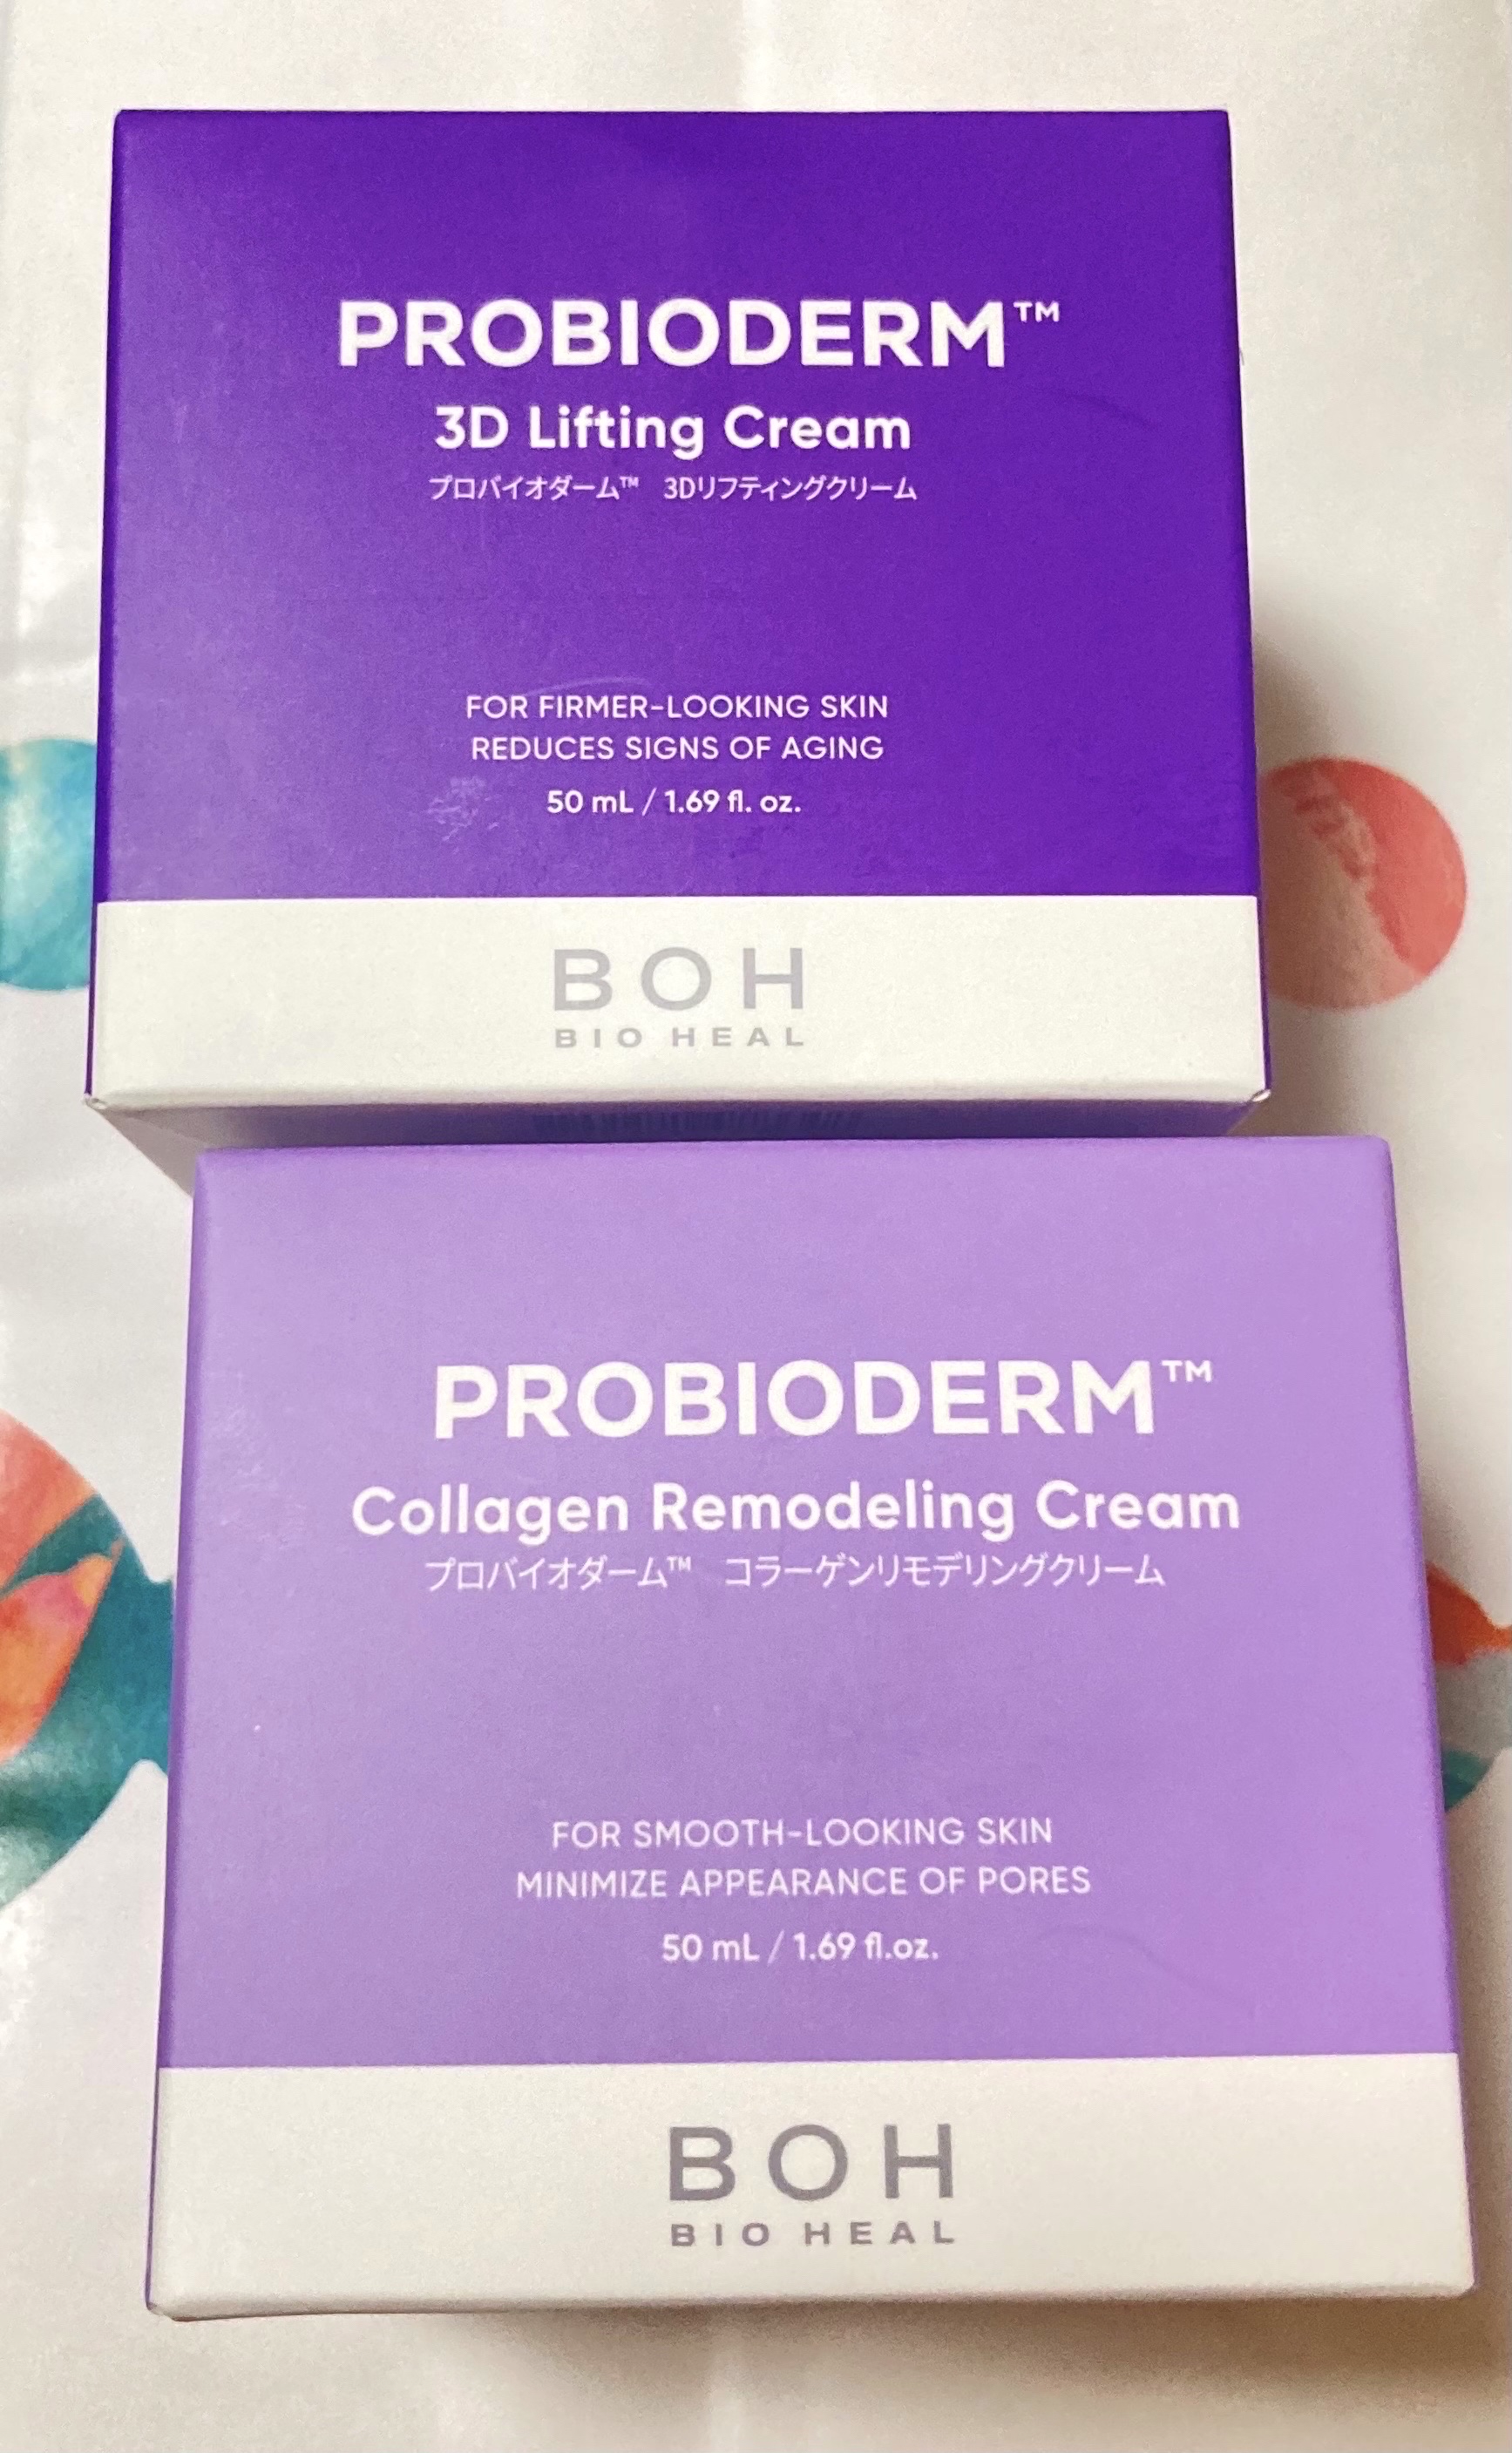 PROBIODERM™
3D Lifting Cream
プロバイオダーム™ 3Dリフティングクリーム
FOR FIRMER-LOOKING SKIN
REDUCES SIGNS OF AGING
50 mL / 1.69 fl. oz.
BOH
BIO HEAL
PROBIODERM™
Collagen Remodeling Cream
プロバイオダーム™ コラーゲンリモデリングクリーム
FOR SMOOTH-LOOKING SKIN
MINIMIZE APPEARANCE OF PORES
50 mL / 1.69 fl.oz.
BOH
BIO HEAL